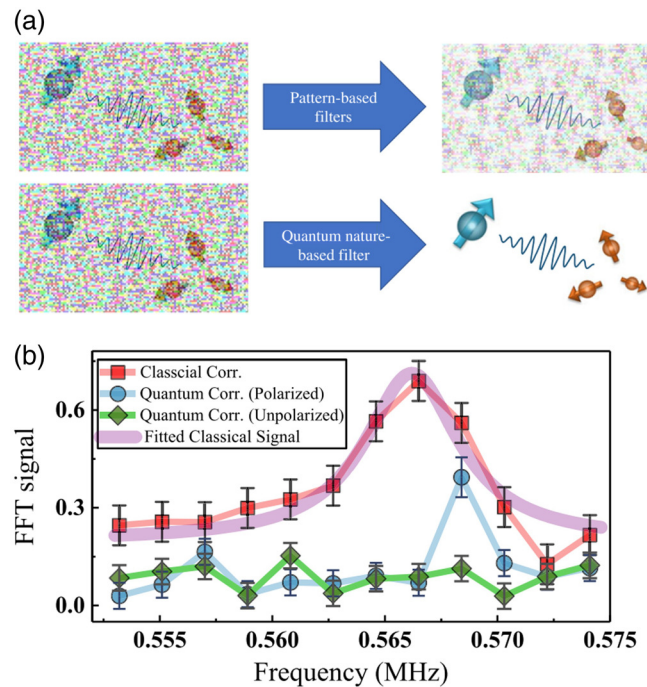 (a)
Pattern-based
filters
Quantum nature-
based filter
(b)
Classcial Corr.
Quantum Corr. (Polarized)
Quantum Corr. (Unpolarized)
Fitted Classical Signal
FFT signal
0.6
0.3
0.0
0.555 0.560 0.565 0.570 0.575
Frequency (MHz)